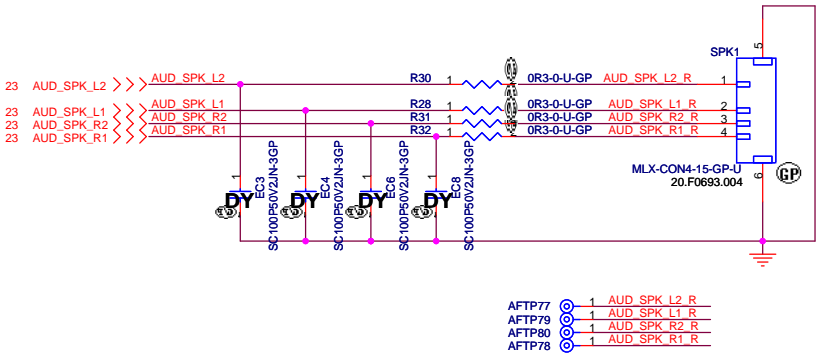 SPK1
5
23 AUD_SPK_L2 AUD_SPK_L2 R30 1 0R3-0-U-GP AUD_SPK_L2_R 1
23 AUD_SPK_L1 AUD_SPK_L1 R28 1 0R3-0-U-GP AUD_SPK_L1_R 2
23 AUD_SPK_R2 AUD_SPK_R2 R31 1 0R3-0-U-GP AUD_SPK_R2_R 3
23 AUD_SPK_R1 AUD_SPK_R1 R32 1 0R3-0-U-GP AUD_SPK_R1_R 4
MLX-CON4-15-GP-U
20.F0693.004
6
GP
1 DY EC3 SC100P50V2JN-3GP
1 DY EC4 SC100P50V2JN-3GP
1 DY EC6 SC100P50V2JN-3GP
1 DY EC8 SC100P50V2JN-3GP
AFTP77 1 AUD_SPK_L2_R
AFTP79 1 AUD_SPK_L1_R
AFTP80 1 AUD_SPK_R2_R
AFTP78 1 AUD_SPK_R1_R